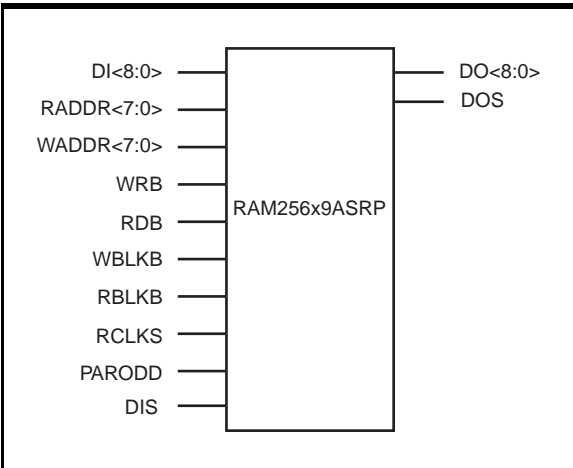 DI<8:0>
RADDR<7:0>
WADDR<7:0>
WRB
RDB
WBLKB
RBLKB
RCLKS
PARODD
DIS
RAM256x9ASRP
DO<8:0>
DOS